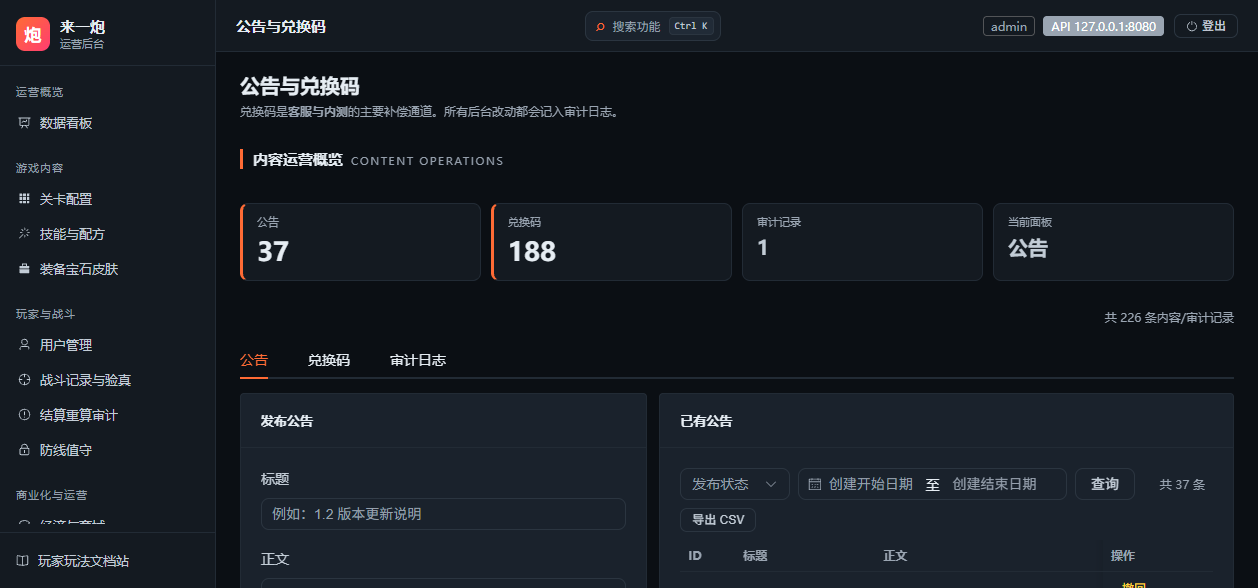 炮
来一炮
运营后台
公告与兑换码
搜索功能 Ctrl K
admin
API 127.0.0.1:8080
登出
运营概览
数据看板
游戏内容
关卡配置
技能与配方
装备宝石皮肤
玩家与战斗
用户管理
战斗记录与验真
结算重算审计
防线值守
商业化与运营
玩家玩法文档站
公告与兑换码
兑换码是客服与内测的主要补偿通道。所有后台改动都会记入审计日志。
内容运营概览 CONTENT OPERATIONS
公告
37
兑换码
188
审计记录
1
当前面板
公告
共 226 条内容/审计记录
公告 兑换码 审计日志
发布公告
标题
例如：1.2 版本更新说明
正文
已有公告
发布状态 创建开始日期 至 创建结束日期 查询 共 37 条
导出 CSV
ID 标题 正文 操作
撤回